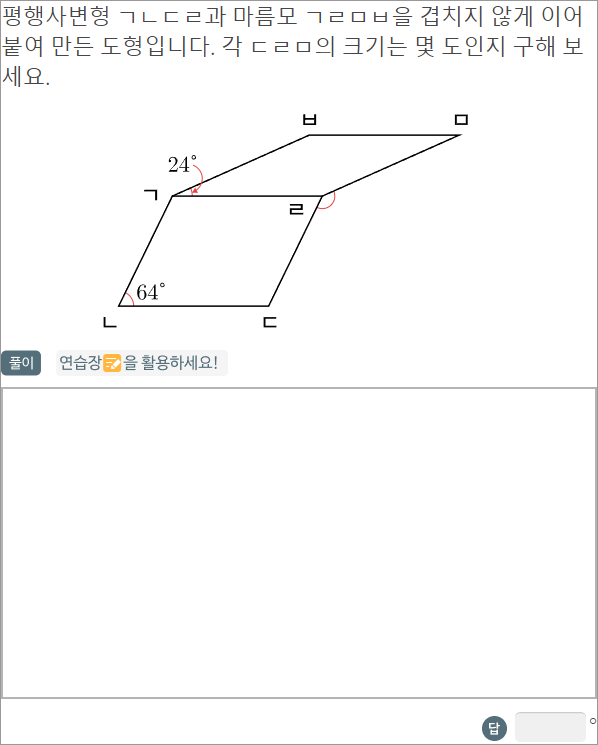 평행사변형 ㄱㄴㄷㄹ과 마름모 ㄱㄹㅁㅂ을 겹치지 않게 이어
붙여 만든 도형입니다. 각 ㄷㄹㅁ의 크기는 몇 도인지 구해 보
세요.
ㅂ ㅁ
24°
ㄱ ㄹ
64°
ㄴ ㄷ
풀이 연습장을 활용하세요!
답 °